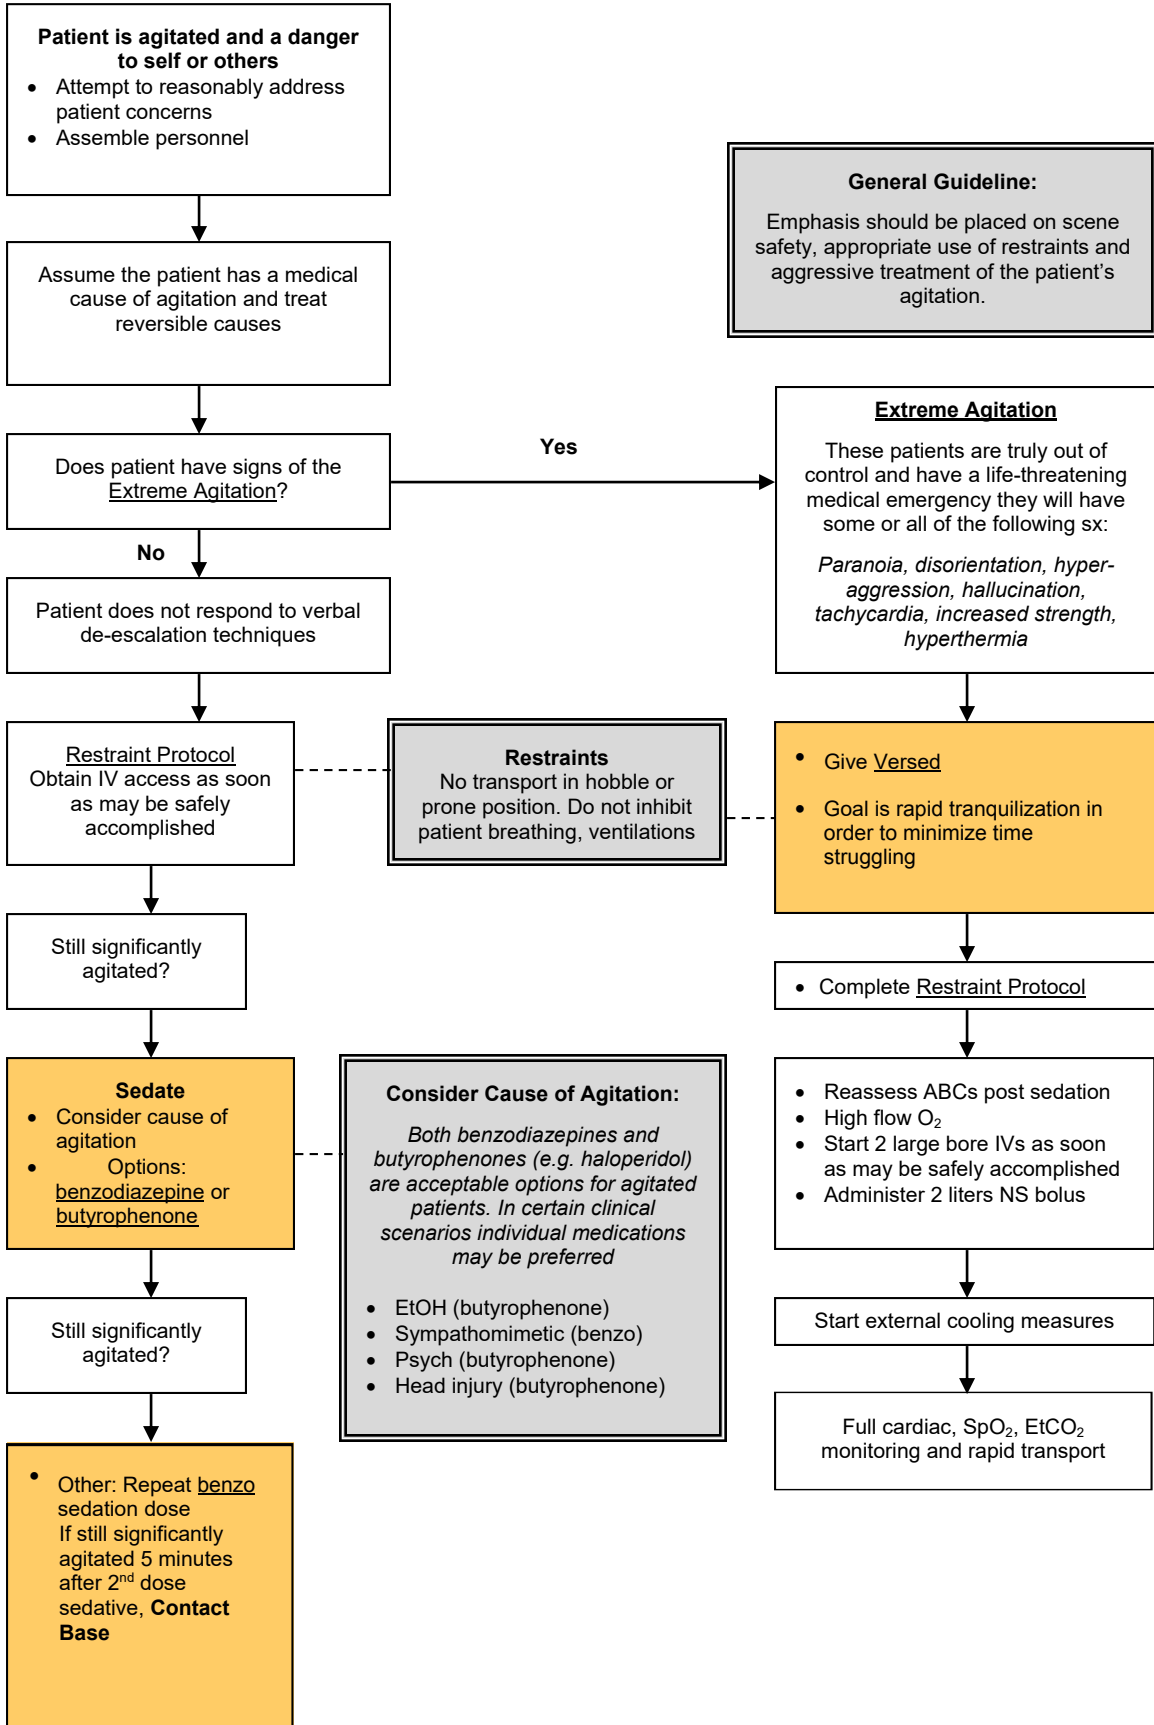 Patient is agitated and a danger
to self or others
• Attempt to reasonably address
patient concerns
• Assemble personnel
General Guideline:
Emphasis should be placed on scene
safety, appropriate use of restraints and
aggressive treatment of the patient’s
agitation.
Assume the patient has a medical
cause of agitation and treat
reversible causes
Does patient have signs of the
Extreme Agitation?
Yes
No
Extreme Agitation
These patients are truly out of
control and have a life-threatening
medical emergency they will have
some or all of the following sx:
Paranoia, disorientation, hyper-
aggression, hallucination,
tachycardia, increased strength,
hyperthermia
Patient does not respond to verbal
de-escalation techniques
Restraint Protocol
Obtain IV access as soon
as may be safely
accomplished
Restraints
No transport in hobble or
prone position. Do not inhibit
patient breathing, ventilations
• Give Versed
• Goal is rapid tranquilization in
order to minimize time
struggling
Still significantly
agitated?
• Complete Restraint Protocol
Sedate
• Consider cause of
agitation
• Options:
benzodiazepine or
butyrophenone
Consider Cause of Agitation:
Both benzodiazepines and
butyrophenones (e.g. haloperidol)
are acceptable options for agitated
patients. In certain clinical
scenarios individual medications
may be preferred
• EtOH (butyrophenone)
• Sympathomimetic (benzo)
• Psych (butyrophenone)
• Head injury (butyrophenone)
• Reassess ABCs post sedation
• High flow O₂
• Start 2 large bore IVs as soon
as may be safely accomplished
• Administer 2 liters NS bolus
Still significantly
agitated?
Start external cooling measures
Full cardiac, SpO₂, EtCO₂
monitoring and rapid transport
• Other: Repeat benzo
sedation dose
If still significantly
agitated 5 minutes
after 2nd dose
sedative, Contact
Base